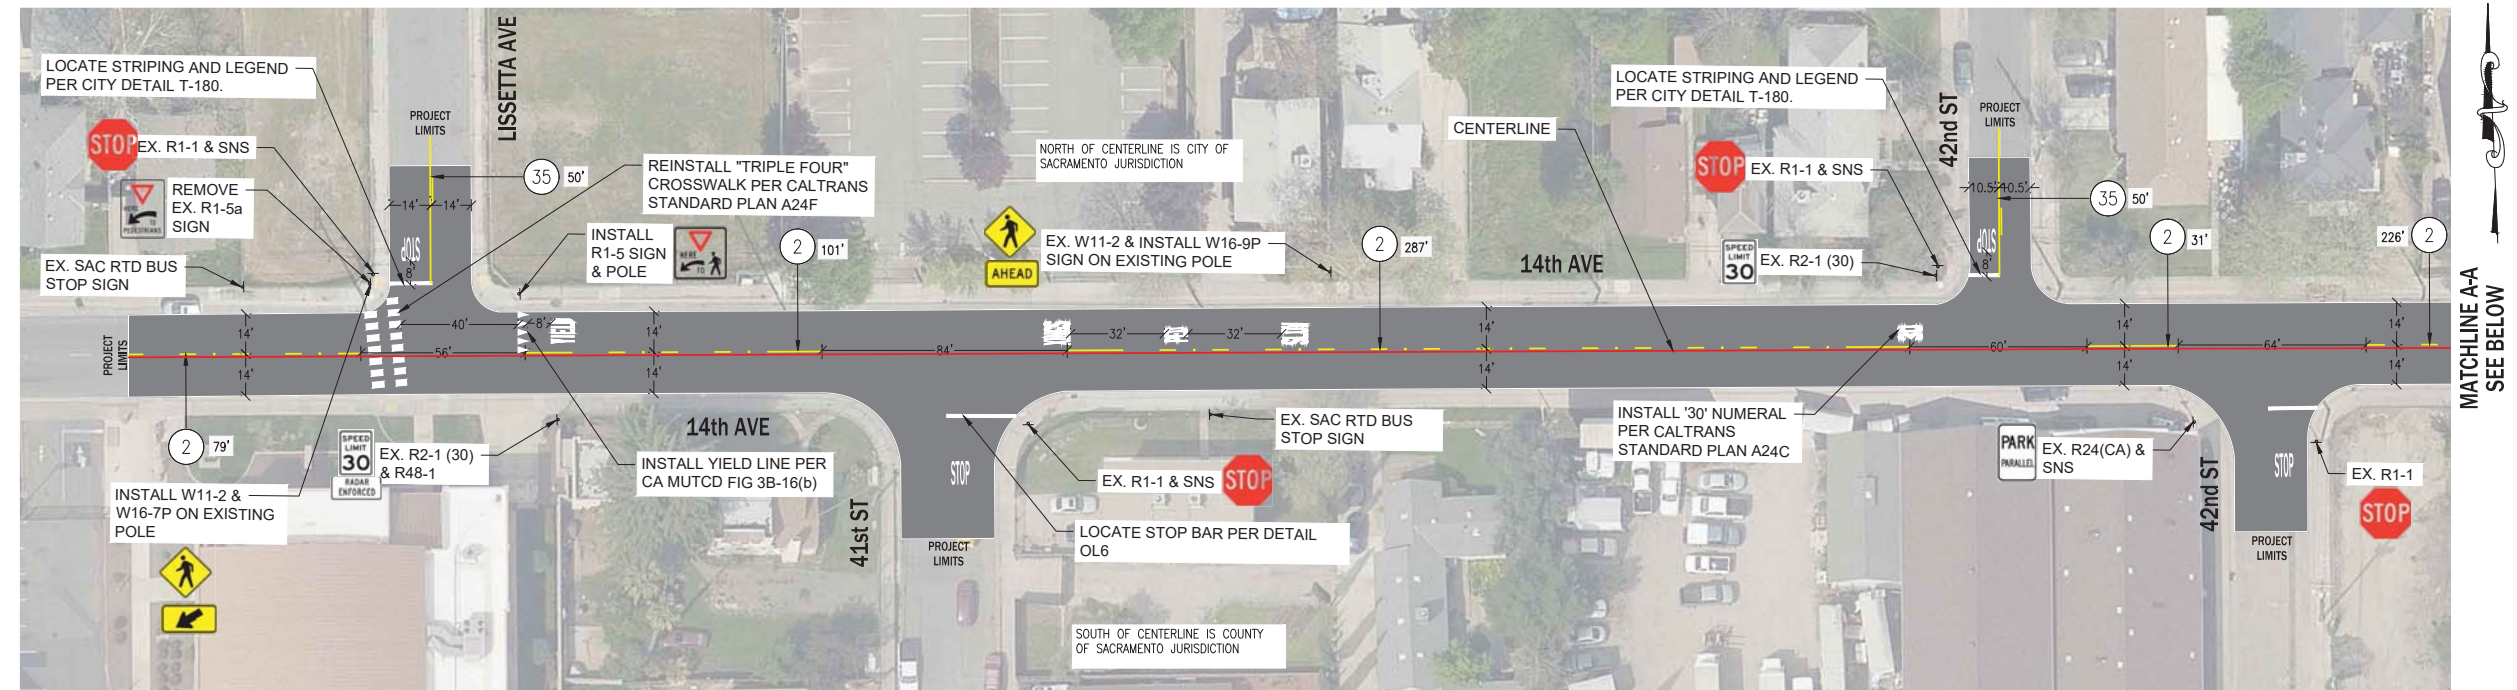 LOCATE STRIPING AND LEGEND
PER CITY DETAIL T-180.
STOP
EX. R1-1 & SNS
HERE
TO
PEDESTRIANS
REMOVE
EX. R1-5a
SIGN
EX. SAC RTD BUS
STOP SIGN
PROJECT
LIMITS
LISSETTA AVE
35
50'
14'
14'
STOP
8'
REINSTALL "TRIPLE FOUR"
CROSSWALK PER CALTRANS
STANDARD PLAN A24F
INSTALL
R1-5 SIGN
& POLE
HERE
TO
2
101'
NORTH OF CENTERLINE IS CITY OF
SACRAMENTO JURISDICTION
AHEAD
EX. W11-2 & INSTALL W16-9P
SIGN ON EXISTING POLE
2
287'
CENTERLINE
14th AVE
LOCATE STRIPING AND LEGEND
PER CITY DETAIL T-180.
STOP
EX. R1-1 & SNS
SPEED
LIMIT
30
EX. R2-1 (30)
42nd ST
PROJECT
LIMITS
10.5'
10.5'
35
50'
STOP
8'
2
31'
226'
2
MATCHLINE A-A
SEE BELOW
PROJECT
LIMITS
14'
14'
40'
8'
56'
14'
14'
84'
32'
32'
14'
14'
60'
14'
14'
64'
14'
14'
2
79'
INSTALL W11-2 &
W16-7P ON EXISTING
POLE
SPEED
LIMIT
30
RADAR
ENFORCED
EX. R2-1 (30)
& R48-1
14th AVE
INSTALL YIELD LINE PER
CA MUTCD FIG 3B-16(b)
41st ST
STOP
PROJECT
LIMITS
EX. R1-1 & SNS
STOP
LOCATE STOP BAR PER DETAIL
OL6
EX. SAC RTD BUS
STOP SIGN
SOUTH OF CENTERLINE IS COUNTY
OF SACRAMENTO JURISDICTION
INSTALL '30' NUMERAL
PER CALTRANS
STANDARD PLAN A24C
PARK
PARALLEL
EX. R24(CA) &
SNS
42nd ST
STOP
PROJECT
LIMITS
EX. R1-1
STOP